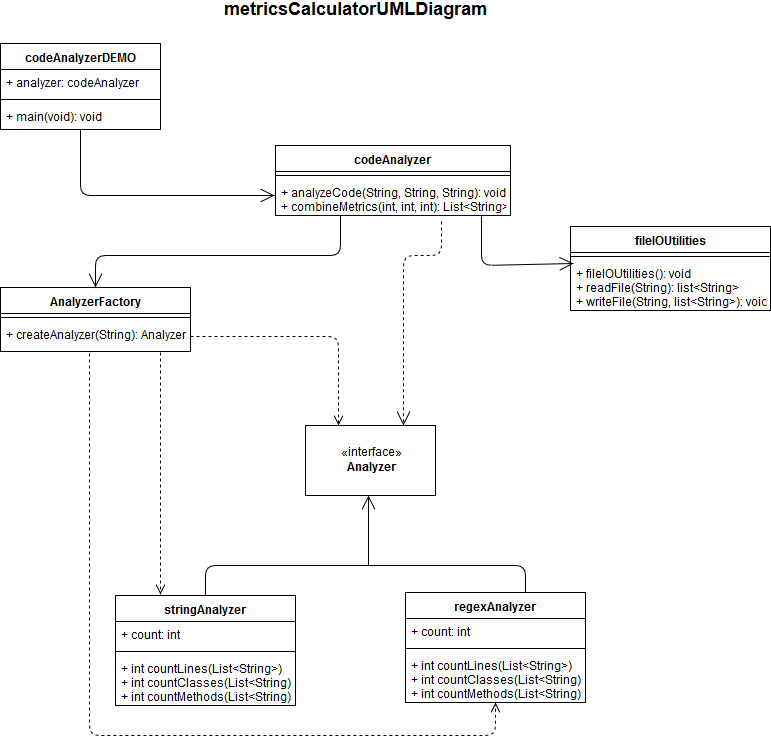 metricsCalculatorUMLDiagram
codeAnalyzerDEMO
+ analyzer: codeAnalyzer
+ main(void): void
codeAnalyzer
+ analyzeCode(String, String, String): void
+ combineMetrics(int, int, int): List<String>
fileIOUtilities
+ fileIOUtilities(): void
+ readFile(String): list<String>
+ writeFile(String, list<String>): void
AnalyzerFactory
+ createAnalyzer(String): Analyzer
«interface»
Analyzer
stringAnalyzer
+ count: int
+ int countLines(List<String>)
+ int countClasses(List<String)
+ int countMethods(List<String)
regexAnalyzer
+ count: int
+ int countLines(List<String>)
+ int countClasses(List<String)
+ int countMethods(List<String)